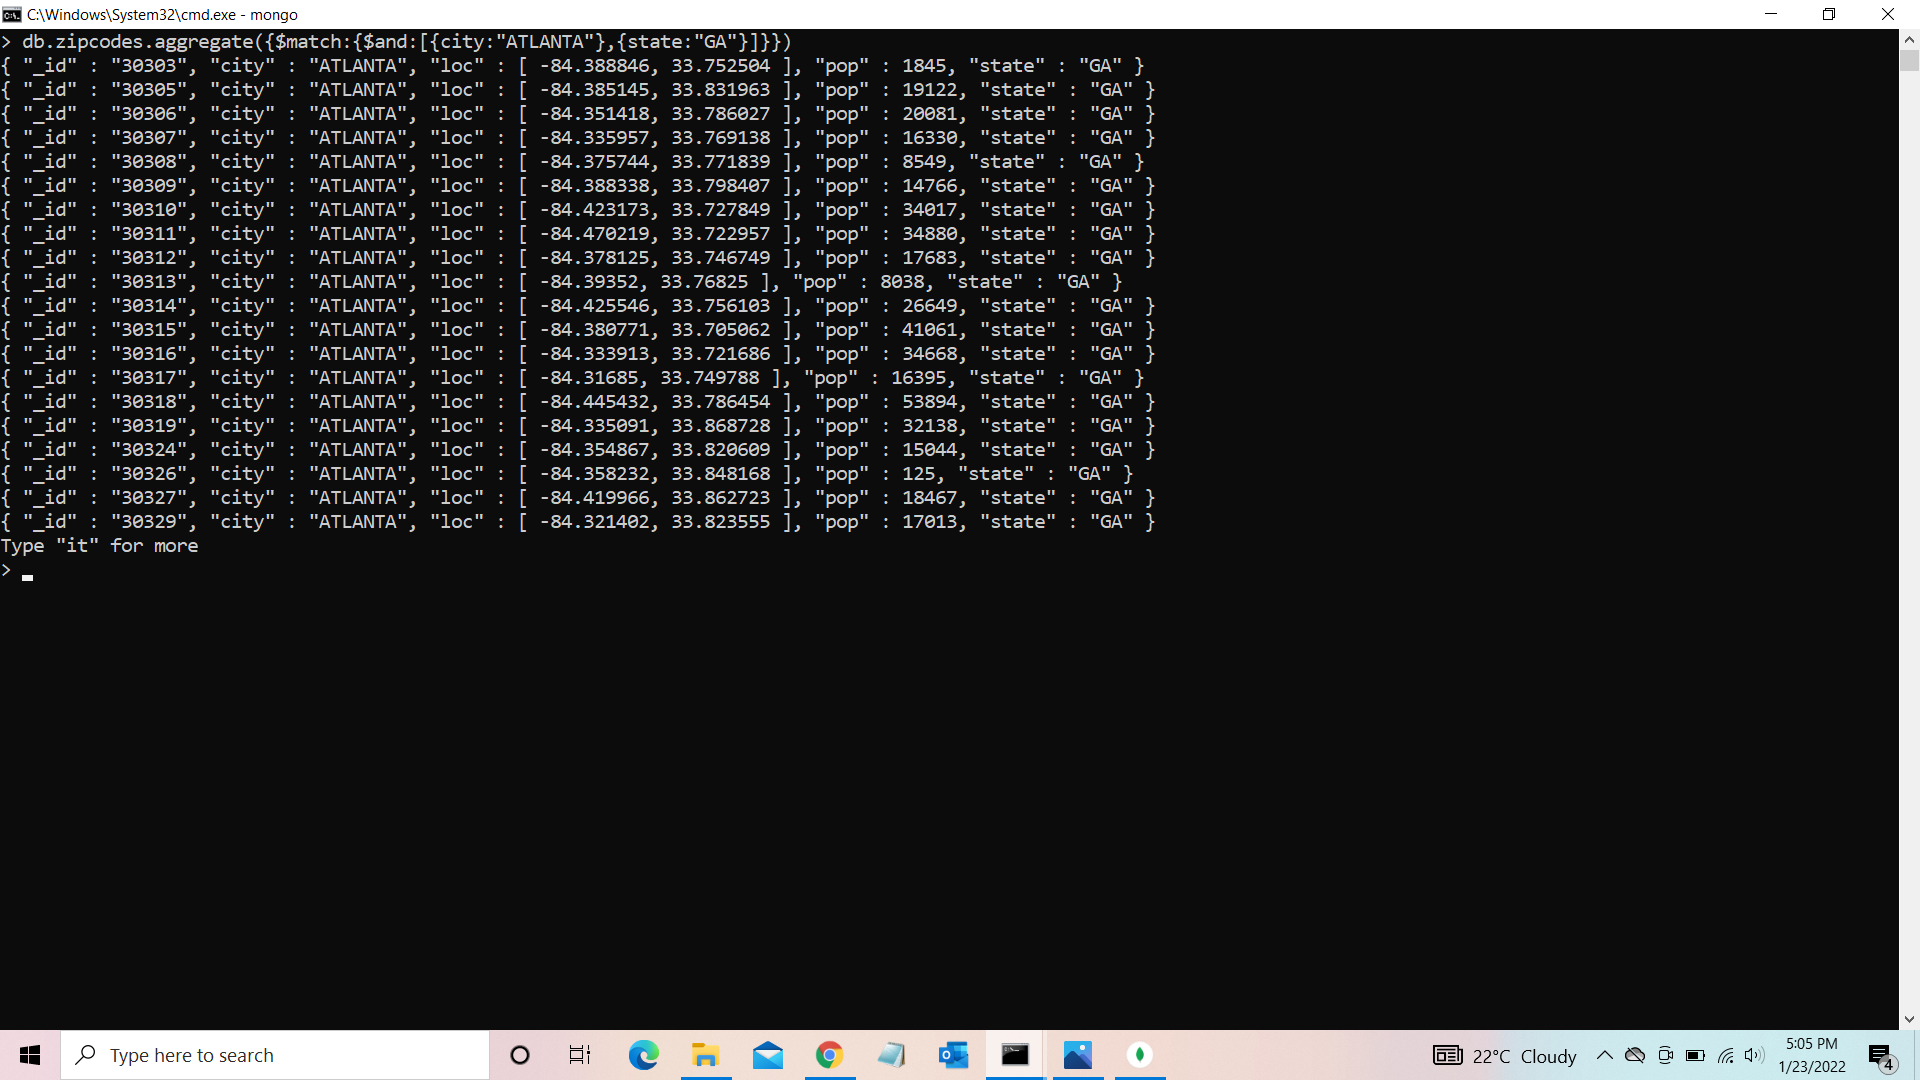 C:\Windows\System32\cmd.exe - mongo
> db.zipcodes.aggregate({$match:{$and:[{city:"ATLANTA"},{state:"GA"}]}})
{ "_id" : "30303", "city" : "ATLANTA", "loc" : [ -84.388846, 33.752504 ], "pop" : 1845, "state" : "GA" }
{ "_id" : "30305", "city" : "ATLANTA", "loc" : [ -84.385145, 33.831963 ], "pop" : 19122, "state" : "GA" }
{ "_id" : "30306", "city" : "ATLANTA", "loc" : [ -84.351418, 33.786027 ], "pop" : 20081, "state" : "GA" }
{ "_id" : "30307", "city" : "ATLANTA", "loc" : [ -84.335957, 33.769138 ], "pop" : 16330, "state" : "GA" }
{ "_id" : "30308", "city" : "ATLANTA", "loc" : [ -84.375744, 33.771839 ], "pop" : 8549, "state" : "GA" }
{ "_id" : "30309", "city" : "ATLANTA", "loc" : [ -84.388338, 33.798407 ], "pop" : 14766, "state" : "GA" }
{ "_id" : "30310", "city" : "ATLANTA", "loc" : [ -84.423173, 33.727849 ], "pop" : 34017, "state" : "GA" }
{ "_id" : "30311", "city" : "ATLANTA", "loc" : [ -84.470219, 33.722957 ], "pop" : 34880, "state" : "GA" }
{ "_id" : "30312", "city" : "ATLANTA", "loc" : [ -84.378125, 33.746749 ], "pop" : 17683, "state" : "GA" }
{ "_id" : "30313", "city" : "ATLANTA", "loc" : [ -84.39352, 33.76825 ], "pop" : 8038, "state" : "GA" }
{ "_id" : "30314", "city" : "ATLANTA", "loc" : [ -84.425546, 33.756103 ], "pop" : 26649, "state" : "GA" }
{ "_id" : "30315", "city" : "ATLANTA", "loc" : [ -84.380771, 33.705062 ], "pop" : 41061, "state" : "GA" }
{ "_id" : "30316", "city" : "ATLANTA", "loc" : [ -84.333913, 33.721686 ], "pop" : 34668, "state" : "GA" }
{ "_id" : "30317", "city" : "ATLANTA", "loc" : [ -84.31685, 33.749788 ], "pop" : 16395, "state" : "GA" }
{ "_id" : "30318", "city" : "ATLANTA", "loc" : [ -84.445432, 33.786454 ], "pop" : 53894, "state" : "GA" }
{ "_id" : "30319", "city" : "ATLANTA", "loc" : [ -84.335091, 33.868728 ], "pop" : 32138, "state" : "GA" }
{ "_id" : "30324", "city" : "ATLANTA", "loc" : [ -84.354867, 33.820609 ], "pop" : 15044, "state" : "GA" }
{ "_id" : "30326", "city" : "ATLANTA", "loc" : [ -84.358232, 33.848168 ], "pop" : 125, "state" : "GA" }
{ "_id" : "30327", "city" : "ATLANTA", "loc" : [ -84.419966, 33.862723 ], "pop" : 18467, "state" : "GA" }
{ "_id" : "30329", "city" : "ATLANTA", "loc" : [ -84.321402, 33.823555 ], "pop" : 17013, "state" : "GA" }
Type "it" for more
>
Type here to search
22°C Cloudy
5:05 PM
1/23/2022
4